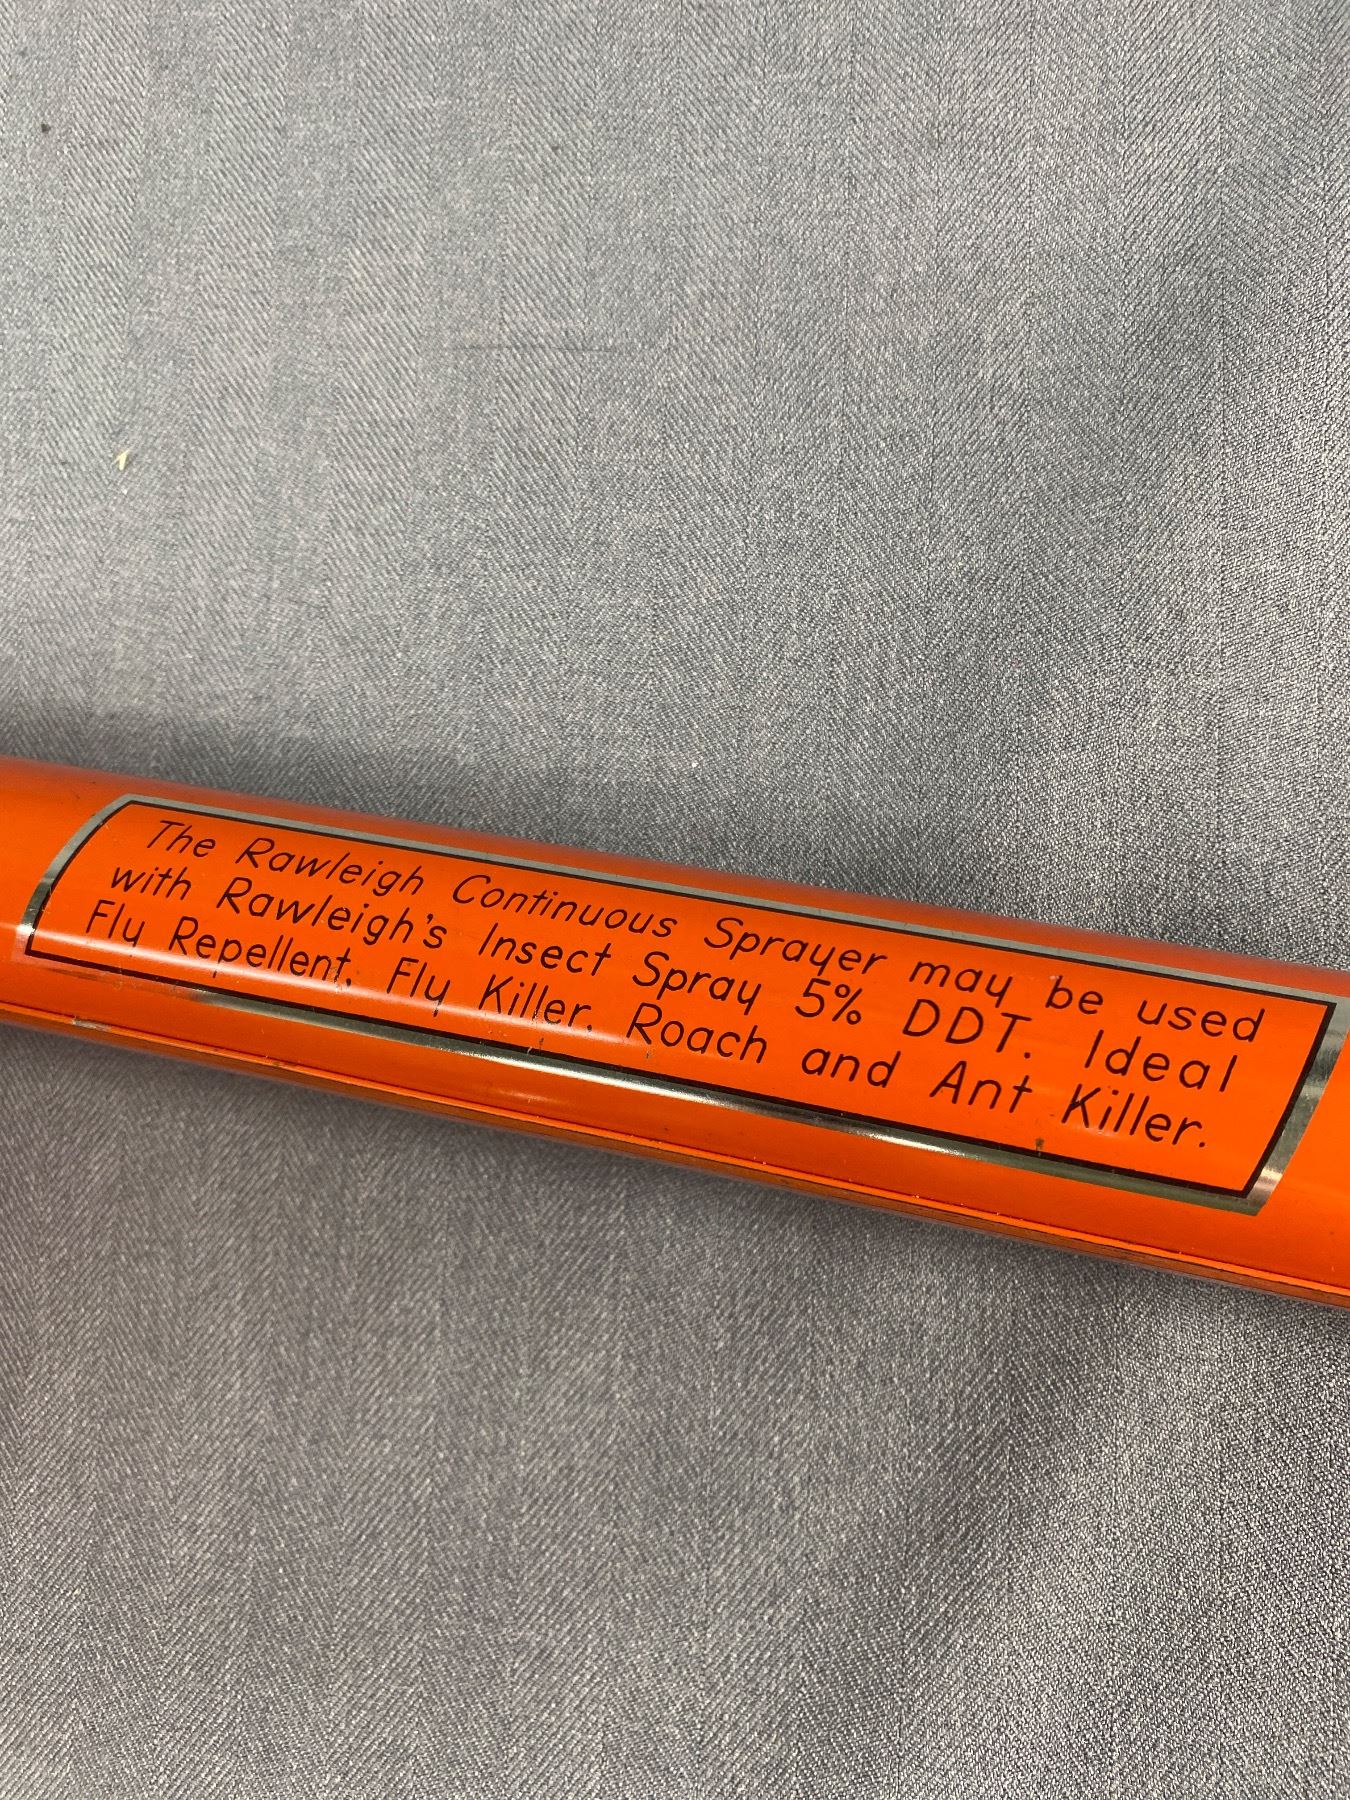 The Rawleigh Continuous Sprayer may be used
with Rawleigh's Insect Spray 5% DDT. Ideal
Fly Repellent. Fly Killer. Roach and Ant Killer.